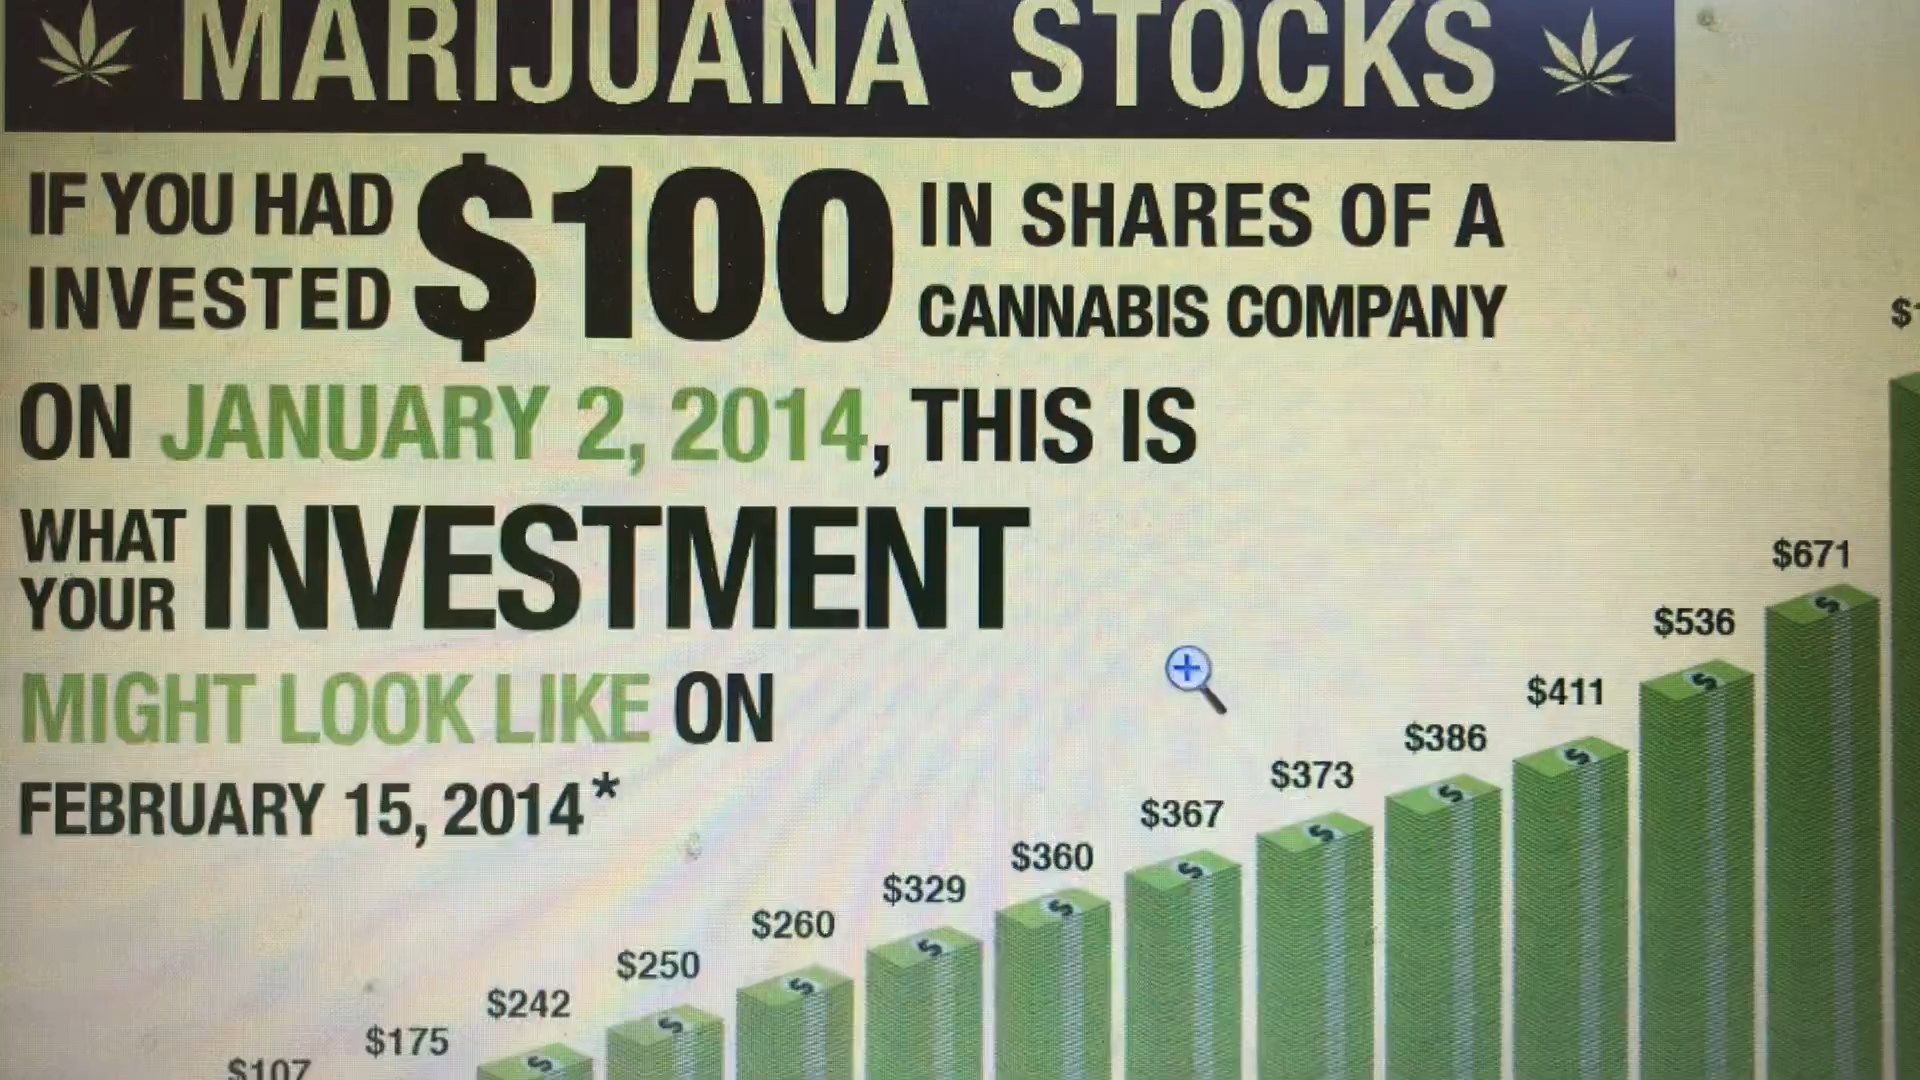 MARIJUANA STOCKS
IF YOU HAD
INVESTED
$100
IN SHARES OF A
CANNABIS COMPANY
ON JANUARY 2, 2014, THIS IS
WHAT
YOUR
INVESTMENT
MIGHT LOOK LIKE ON
FEBRUARY 15, 2014*
$107
$175
$242
$250
$260
$329
$360
$367
$373
$386
$411
$536
$671